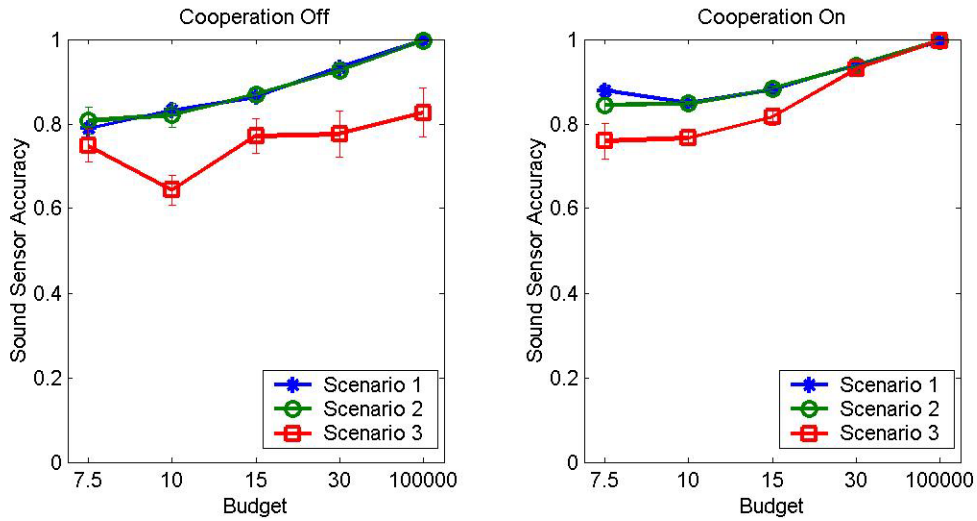 Cooperation Off
Sound Sensor Accuracy
1
0.8
0.6
0.4
0.2
0
7.5 10 15 30 100000
Budget
Scenario 1
Scenario 2
Scenario 3
Cooperation On
Sound Sensor Accuracy
1
0.8
0.6
0.4
0.2
0
7.5 10 15 30 100000
Budget
Scenario 1
Scenario 2
Scenario 3